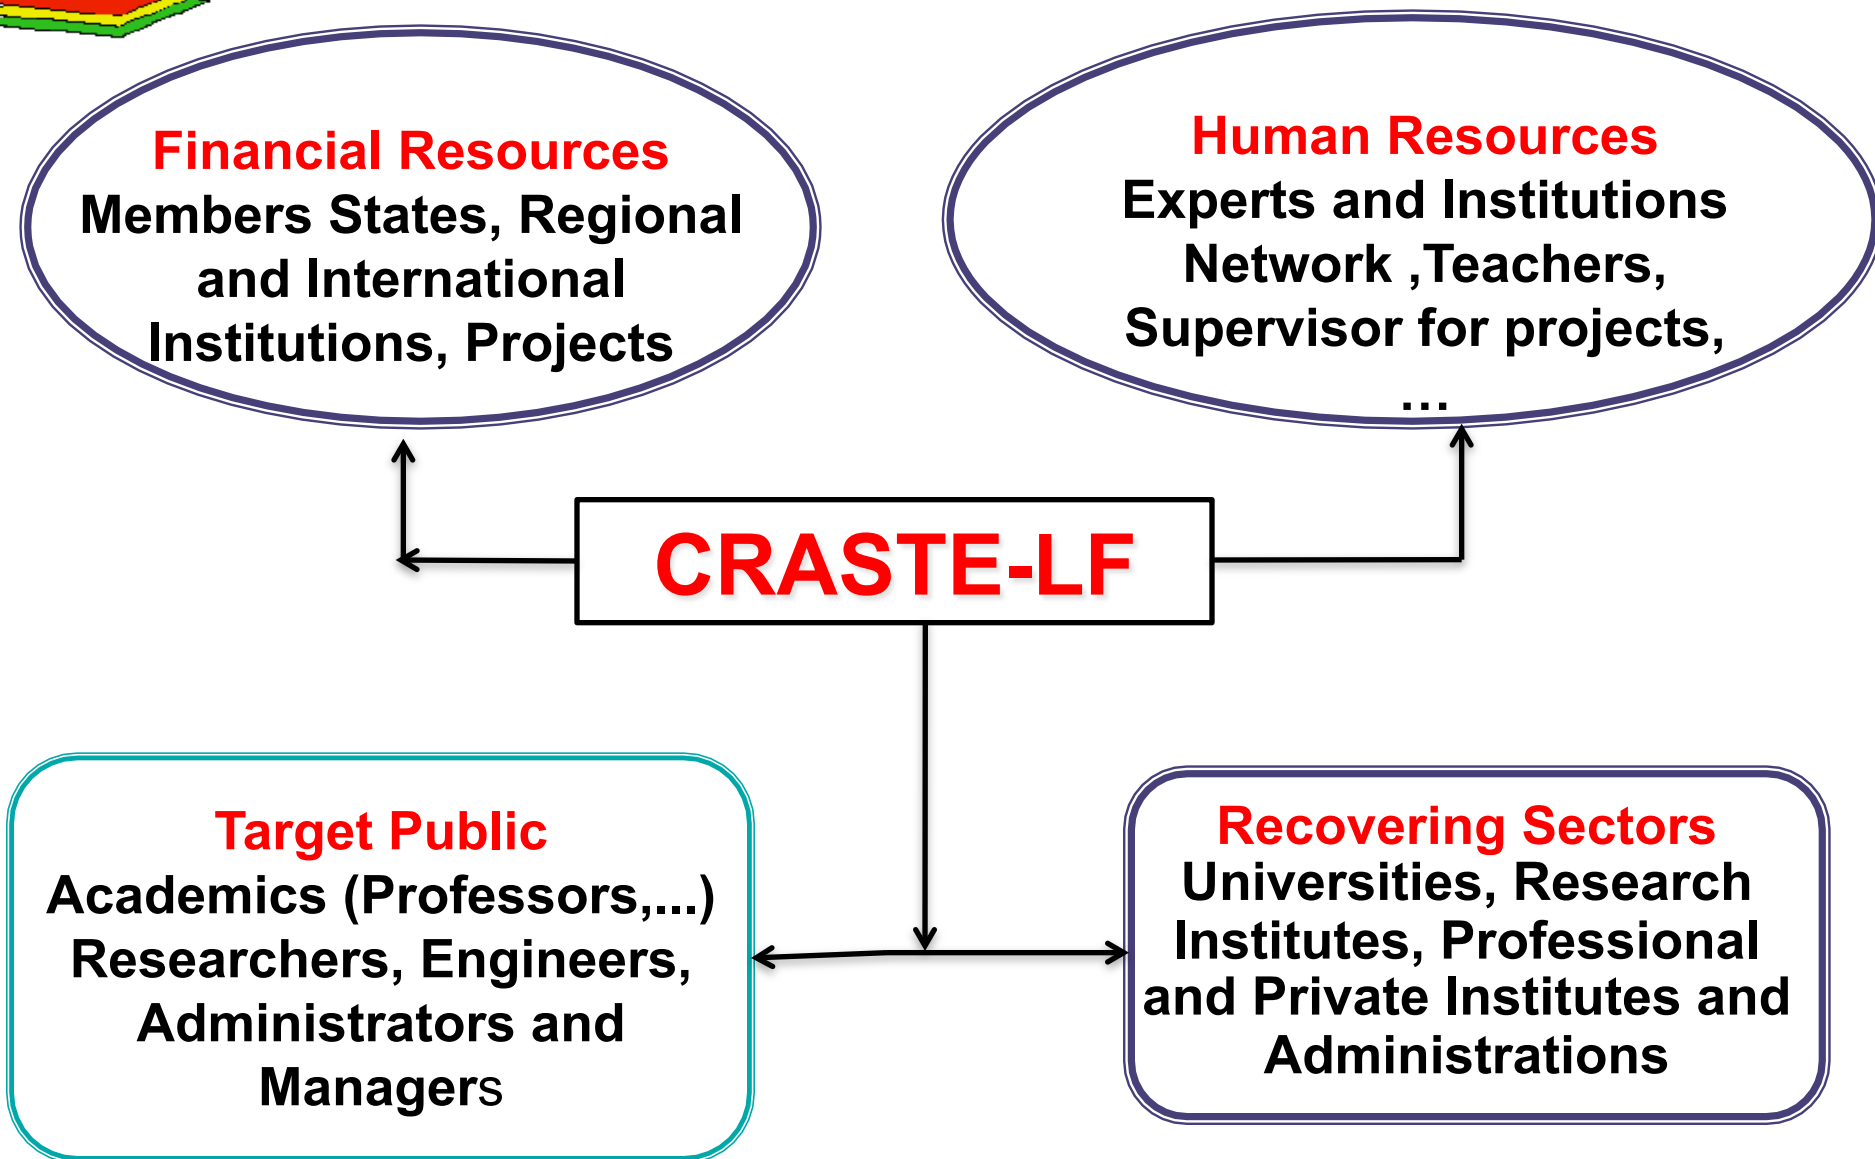 Financial Resources
Members States, Regional
and International
Institutions, Projects
Human Resources
Experts and Institutions
Network ,Teachers,
Supervisor for projects,
...
CRASTE-LF
Target Public
Academics (Professors,...)
Researchers, Engineers,
Administrators and
Managers
Recovering Sectors
Universities, Research
Institutes, Professional
and Private Institutes and
Administrations